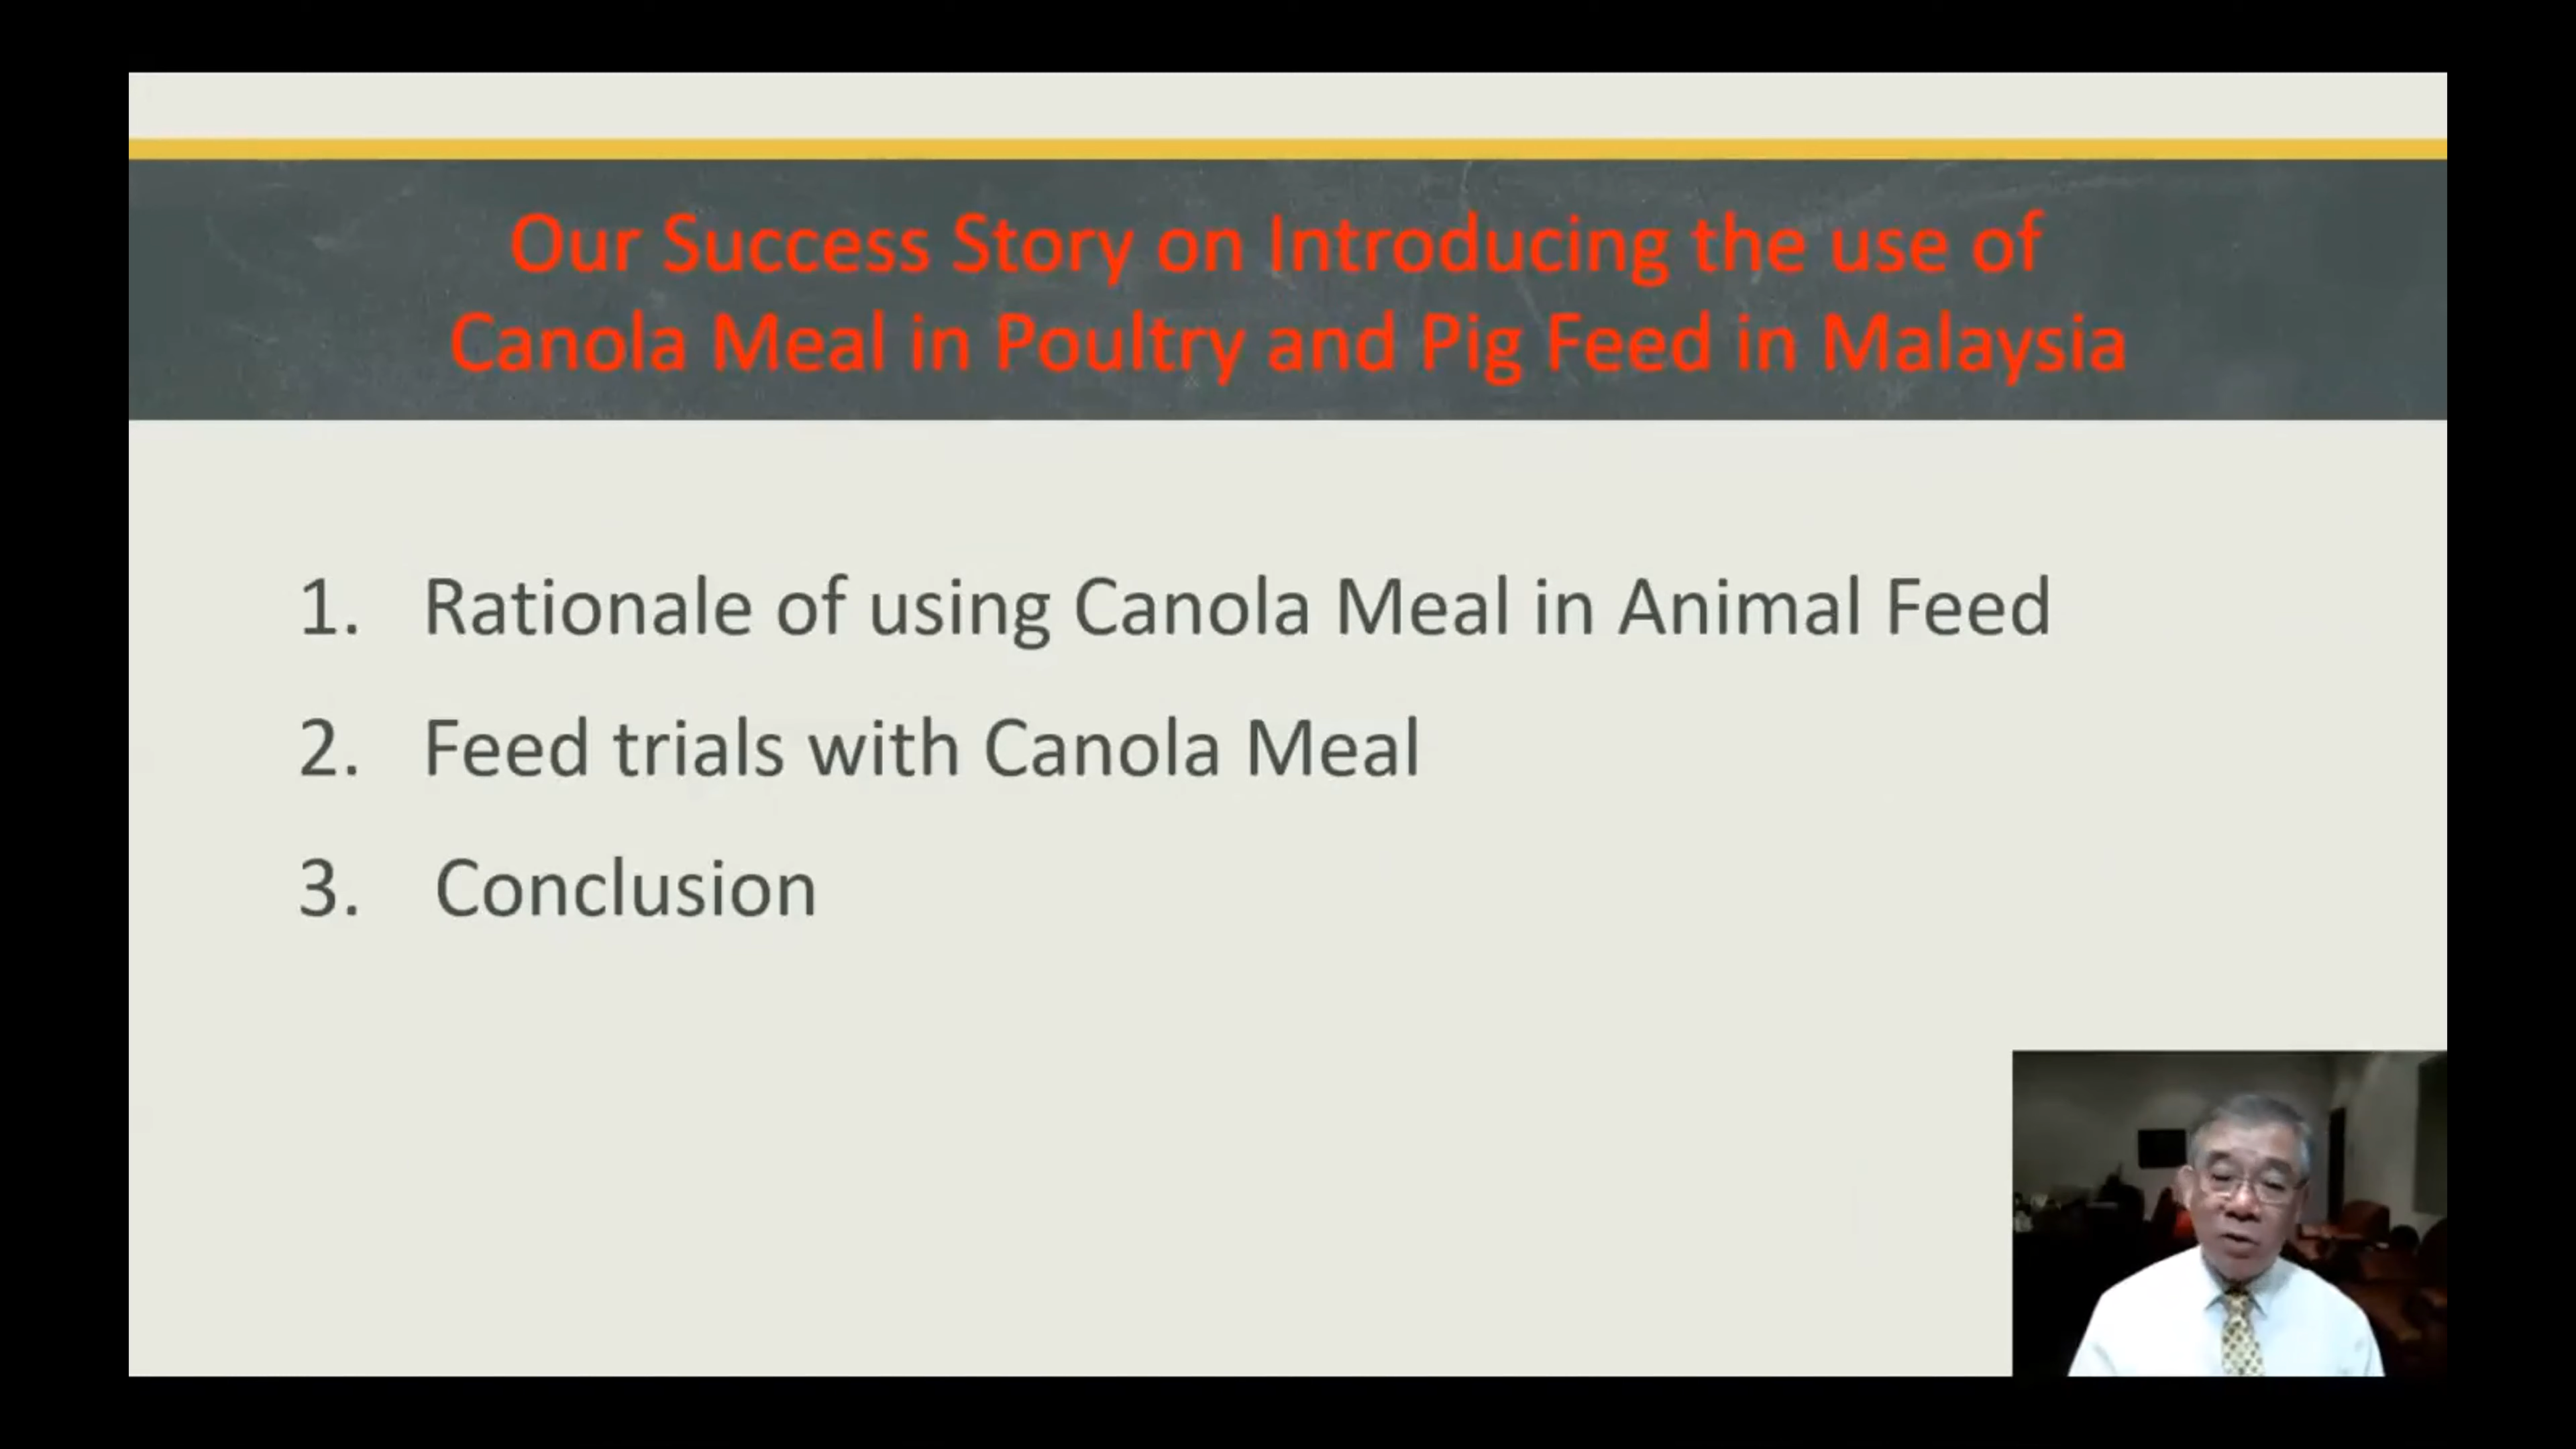 Our Success Story on Introducing the use of
Canola Meal in Poultry and Pig Feed in Malaysia
1. Rationale of using Canola Meal in Animal Feed
2. Feed trials with Canola Meal
3. Conclusion